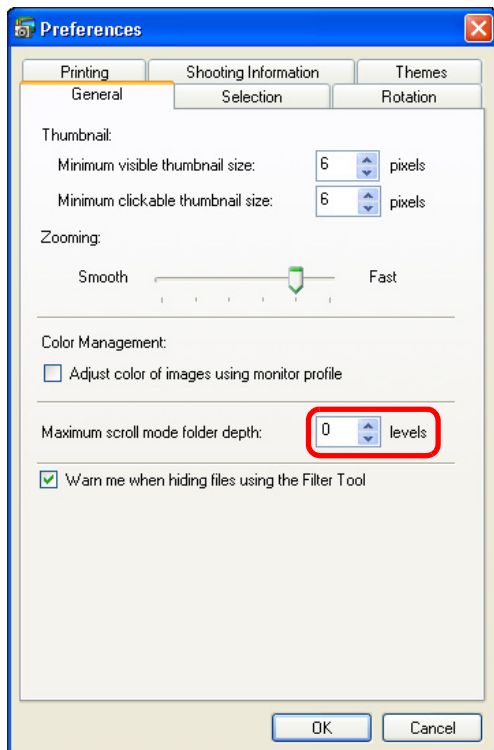 Preferences
Printing Shooting Information Themes
General Selection Rotation
Thumbnail:
Minimum visible thumbnail size: 6 pixels
Minimum clickable thumbnail size: 6 pixels
Zooming:
Smooth Fast
Color Management:
Adjust color of images using monitor profile
Maximum scroll mode folder depth: 0 levels
Warn me when hiding files using the Filter Tool
OK Cancel